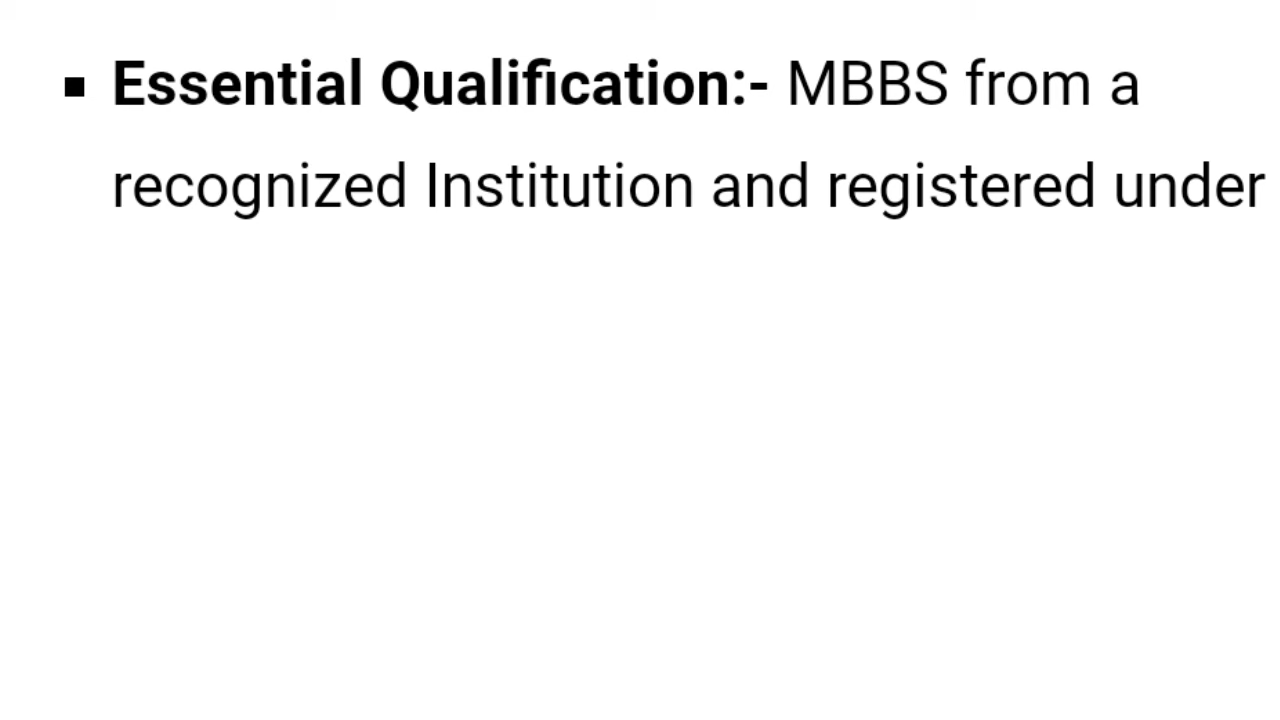 ▪ Essential Qualification:- MBBS from a
recognized Institution and registered under